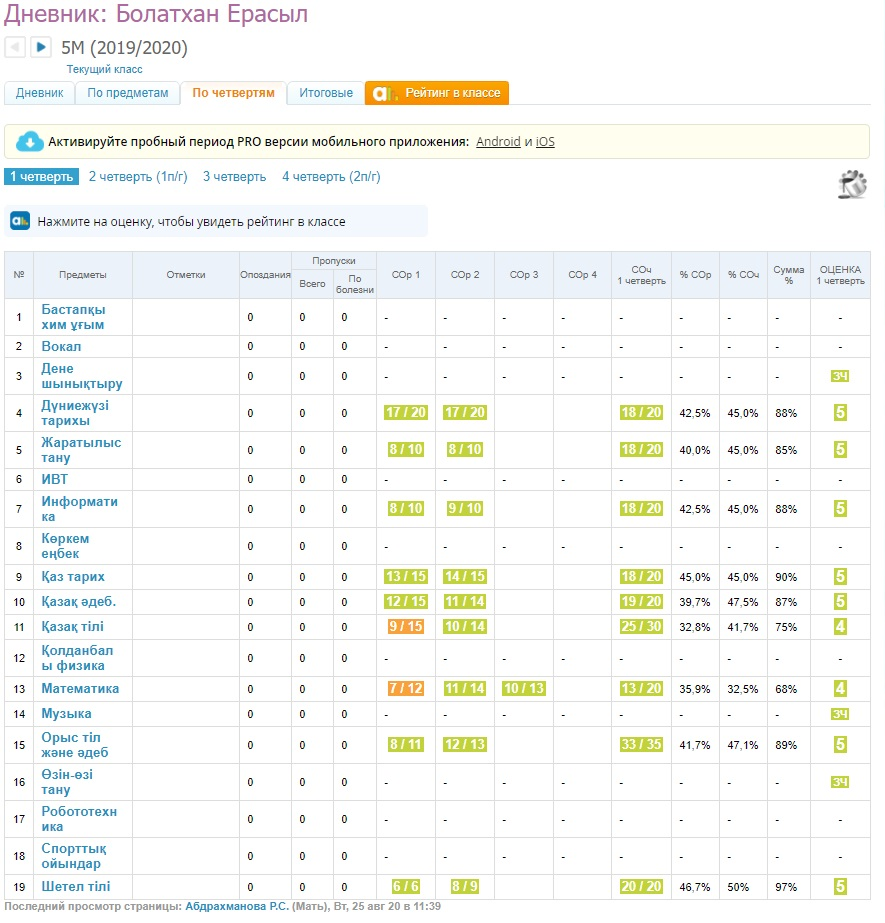 Дневник: Болатхан Ерасыл
5М (2019/2020)
Текущий класс
Дневник По предметам По четвертям Итоговые Рейтинг в классе
Активируйте пробный период PRO версии мобильного приложения: Android и iOS
1 четверть 2 четверть (1п/г) 3 четверть 4 четверть (2п/г)
Нажмите на оценку, чтобы увидеть рейтинг в классе
№ Предметы Отметки Опоздания Пропуски Всего По болезни СОр 1 СОр 2 СОр 3 СОр 4 СОч 1 четверть % СОр % СОч Сумма % ОЦЕНКА 1 четверть
1 Бастапқы хим ұғым 0 0 0 - - - - - - - - -
2 Вокал 0 0 0 - - - - - - - - -
3 Дене шынықтыру 0 0 0 - - - - - - - - ЗЧ
4 Дүниежүзі тарихы 0 0 0 17 / 20 17 / 20 18 / 20 42,5% 45,0% 88% 5
5 Жаратылыс тану 0 0 0 8 / 10 8 / 10 18 / 20 40,0% 45,0% 85% 5
6 ИВТ 0 0 0 - - - - - - - - -
7 Информати ка 0 0 0 8 / 10 9 / 10 18 / 20 42,5% 45,0% 88% 5
8 Көркем еңбек 0 0 0 - - - - - - - - -
9 Қаз тарих 0 0 0 13 / 15 14 / 15 18 / 20 45,0% 45,0% 90% 5
10 Қазақ әдеб. 0 0 0 12 / 15 11 / 14 19 / 20 39,7% 47,5% 87% 5
11 Қазақ тілі 0 0 0 9 / 15 10 / 14 25 / 30 32,8% 41,7% 75% 4
12 Қолданбал ы физика 0 0 0 - - - - - - - - -
13 Математика 0 0 0 7 / 12 11 / 14 10 / 13 13 / 20 35,9% 32,5% 68% 4
14 Музыка 0 0 0 - - - - - - - - ЗЧ
15 Орыс тіл және әдеб 0 0 0 8 / 11 12 / 13 33 / 35 41,7% 47,1% 89% 5
16 Өзін-өзі тану 0 0 0 - - - - - - - - ЗЧ
17 Робототехн ика 0 0 0 - - - - - - - - -
18 Спорттық ойындар 0 0 0 - - - - - - - - -
19 Шетел тілі 0 0 0 6 / 6 8 / 9 20 / 20 46,7% 50% 97% 5
Последний просмотр страницы: Абдрахманова Р.С. (Мать), Вт, 25 авг 20 в 11:39